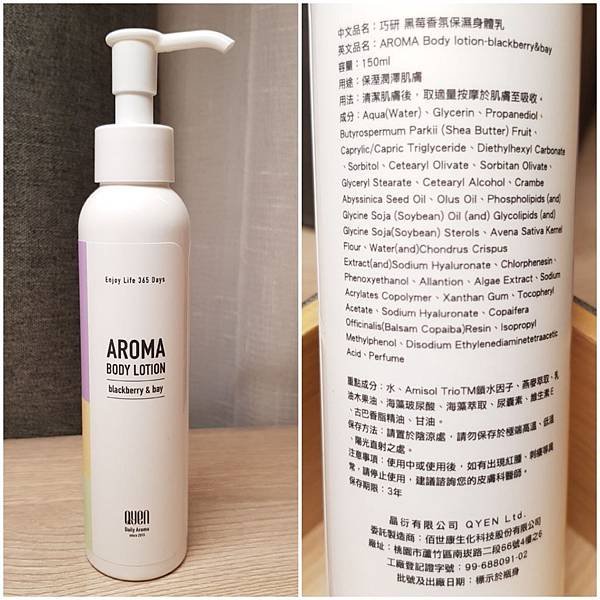 Enjoy Life 365 Days
AROMA
BODY LOTION
blackberry & bay
QYEN
Daily Aroma
since 2015
中文品名：巧研 黑莓香氛保濕身體乳
英文品名：AROMA Body lotion-blackberry&bay
容量：150ml
用途：保溼潤澤肌膚
用法：清潔肌膚後，取適量按摩於肌膚至吸收。
成分：Aqua(Water)、Glycerin、Propanediol、
Butyrospermum Parkii (Shea Butter) Fruit、
Caprylic/Capric Triglyceride、Diethylhexyl Carbonate
、Sorbitol、Cetearyl Olivate、Sorbitan Olivate、
Glyceryl Stearate、Cetearyl Alcohol、Crambe
Abyssinica Seed Oil、Olus Oil、Phospholipids (and)
Glycine Soja (Soybean) Oil (and) Glycolipids (and)
Glycine Soja(Soybean) Sterols、Avena Sativa Kernel
Flour、Water(and)Chondrus Crispus
Extract(and)Sodium Hyaluronate、Chlorphenesin、
Phenoxyethanol、Allantion、Algae Extract、Sodium
Acrylates Copolymer、Xanthan Gum、Tocopheryl
Acetate、Sodium Hyaluronate、Copaifera
Officinalis(Balsam Copaiba)Resin、Isopropyl
Methylphenol、Disodium Ethylenediaminetetraacetic
Acid、Perfume
重點成分：水、Amisol TrioTM鎖水因子、燕麥萃取、乳
油木果油、海藻玻尿酸、海藻萃取、尿囊素、維生素E
、古巴香脂精油、甘油。
保存方法：請置於陰涼處，請勿保存於極端高溫、低溫
、陽光直射之處。
注意事項：使用中或使用後，如有出現紅腫、刺癢等異
常，請停止使用，建議諮詢您的皮膚科醫師。
保存期限：3年
晶衍有限公司 QYEN Ltd.
委託製造商：佰世康生化科技股份有限公司
廠址：桃園市蘆竹區南崁路二段66號4樓之6
工廠登記證字號：99-688091-02
批號及出廠日期：標示於瓶身